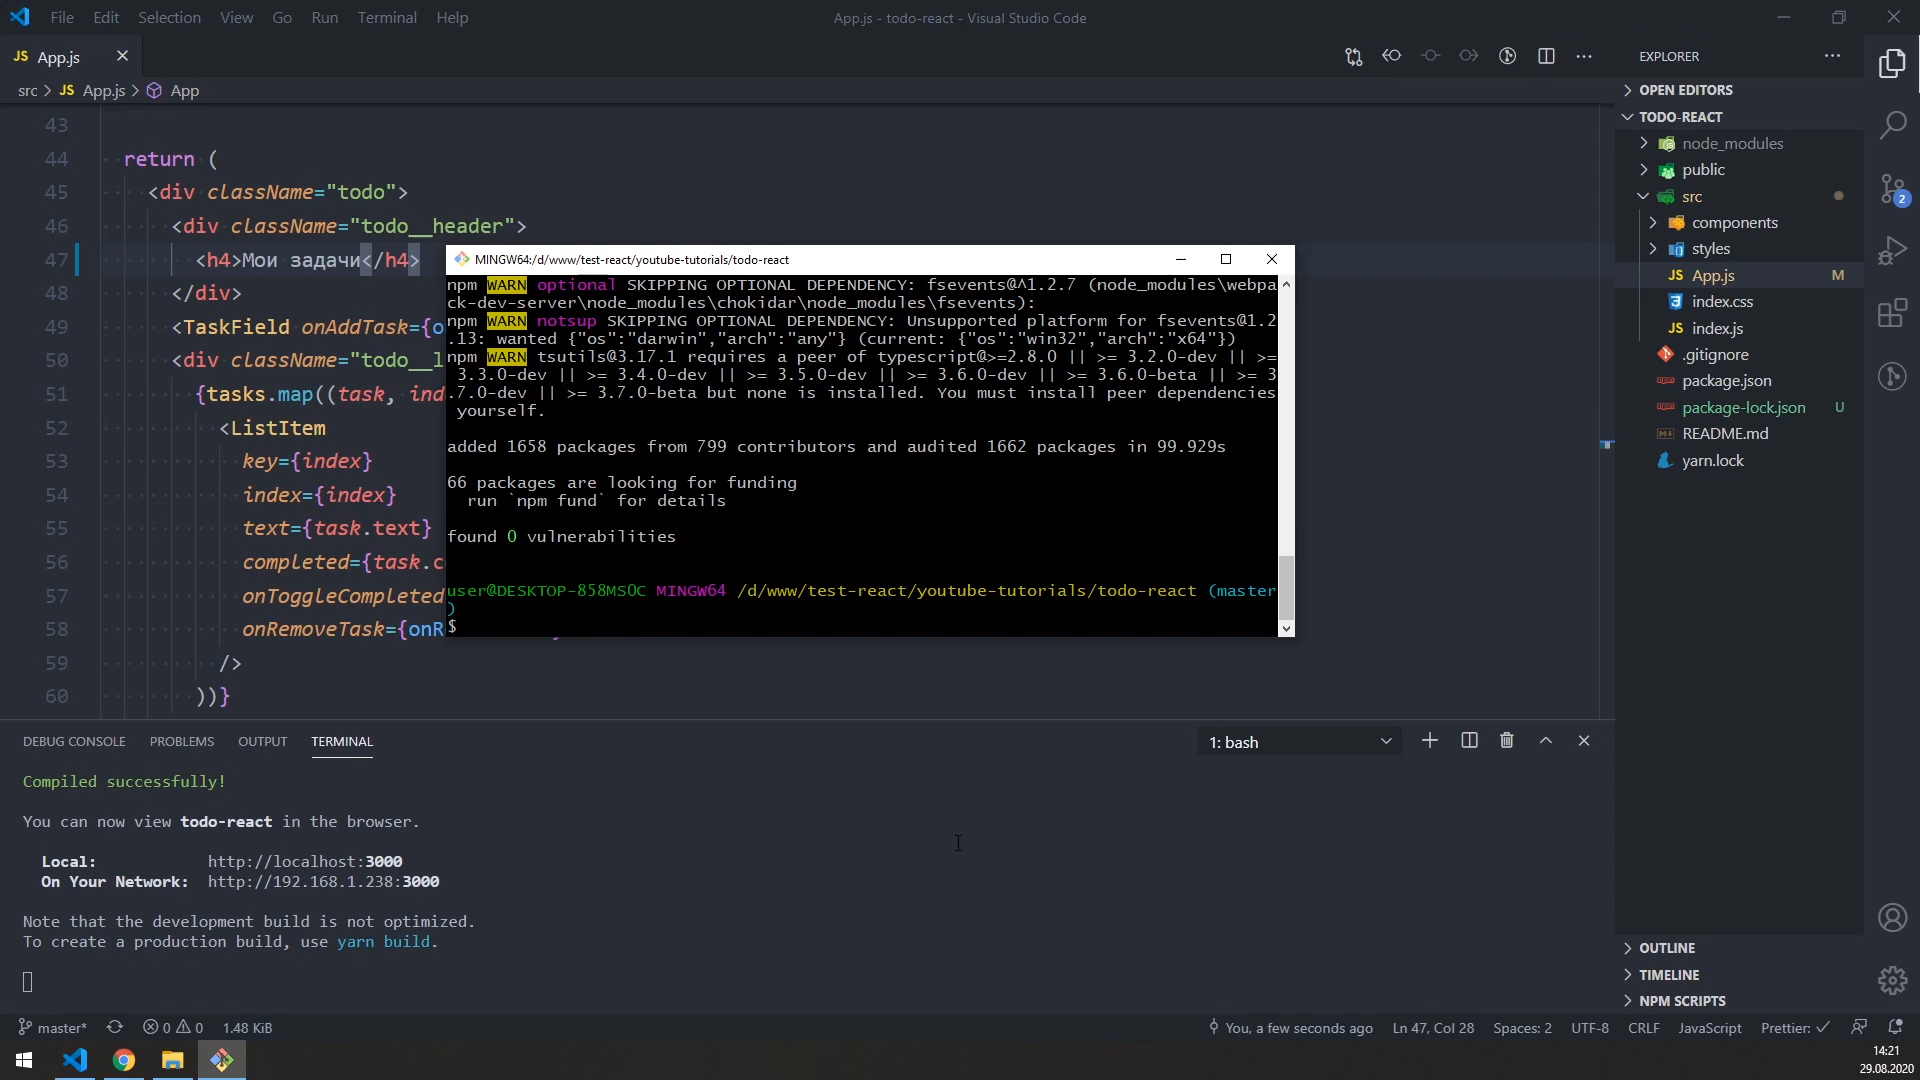 File Edit Selection View Go Run Terminal Help
App.js - todo-react - Visual Studio Code
JS App.js
src > JS App.js > App
43
44 return (
45 <div className="todo">
46 <div className="todo__header">
47 <h4>Мои задачи</h4>
48 </div>
49 <TaskField onAddTask={o
50 <div className="todo__l
51 {tasks.map((task, ind
52 <ListItem
53 key={index}
54 index={index}
55 text={task.text}
56 completed={task.c
57 onToggleCompleted
58 onRemoveTask={onR
59 />
60 ))}
MINGW64:/d/www/test-react/youtube-tutorials/todo-react
npm WARN optional SKIPPING OPTIONAL DEPENDENCY: fsevents@^1.2.7 (node_modules\webpa
ck-dev-server\node_modules\chokidar\node_modules\fsevents):
npm WARN notsup SKIPPING OPTIONAL DEPENDENCY: Unsupported platform for fsevents@1.2
.13: wanted {"os":"darwin","arch":"any"} (current: {"os":"win32","arch":"x64"})
npm WARN tsutils@3.17.1 requires a peer of typescript@>=2.8.0 || >= 3.2.0-dev || >=
3.3.0-dev || >= 3.4.0-dev || >= 3.5.0-dev || >= 3.6.0-dev || >= 3.6.0-beta || >= 3
.7.0-dev || >= 3.7.0-beta but none is installed. You must install peer dependencies
yourself.
added 1658 packages from 799 contributors and audited 1662 packages in 99.929s
66 packages are looking for funding
run `npm fund` for details
found 0 vulnerabilities
user@DESKTOP-858MS0C MINGW64 /d/www/test-react/youtube-tutorials/todo-react (master
)
$
EXPLORER
OPEN EDITORS
TODO-REACT
node_modules
public
src
components
styles
JS App.js M
index.css
JS index.js
.gitignore
package.json
package-lock.json U
README.md
yarn.lock
2
OUTLINE
TIMELINE
NPM SCRIPTS
DEBUG CONSOLE PROBLEMS OUTPUT TERMINAL
1: bash
Compiled successfully!
You can now view todo-react in the browser.
Local: http://localhost:3000
On Your Network: http://192.168.1.238:3000
Note that the development build is not optimized.
To create a production build, use yarn build.
master* 0 0 1.48 KiB
You, a few seconds ago Ln 47, Col 28 Spaces: 2 UTF-8 CRLF JavaScript Prettier: ✓
14:21
29.08.2020